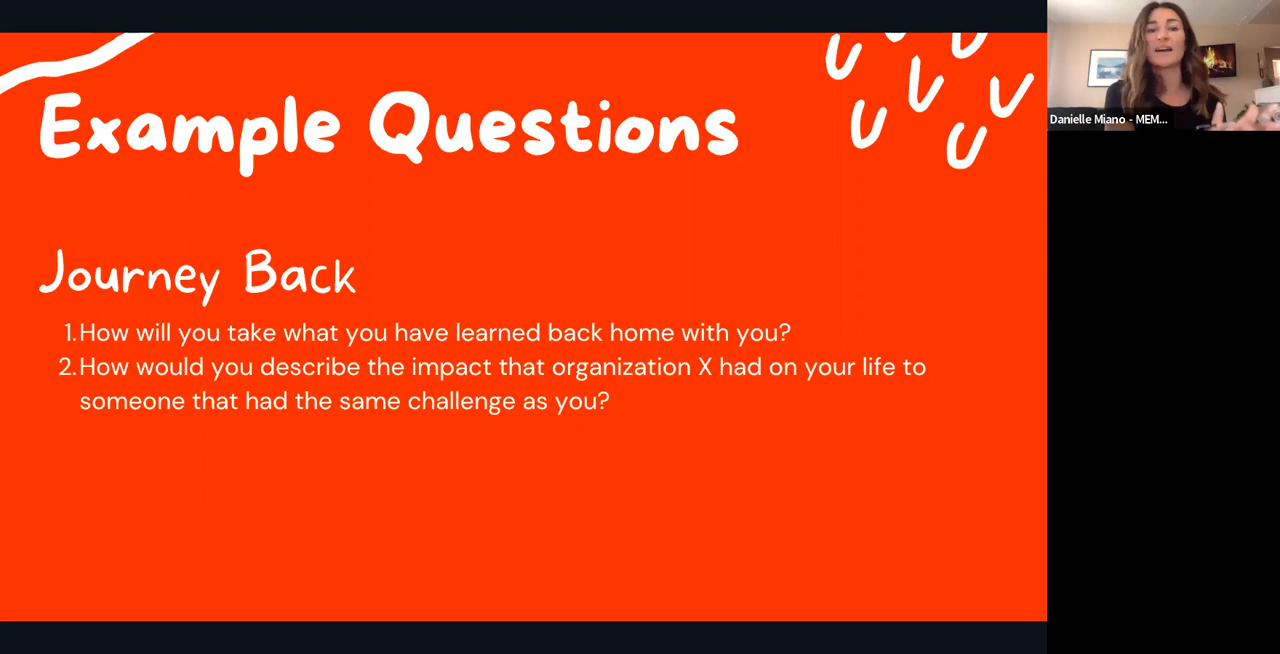 Example Questions
Journey Back
1.How will you take what you have learned back home with you?
2.How would you describe the impact that organization X had on your life to
someone that had the same challenge as you?
Danielle Miano - MEM...